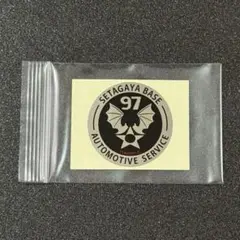 SETAGAYA BASE
97
AUTOMOTIVE SERVICE